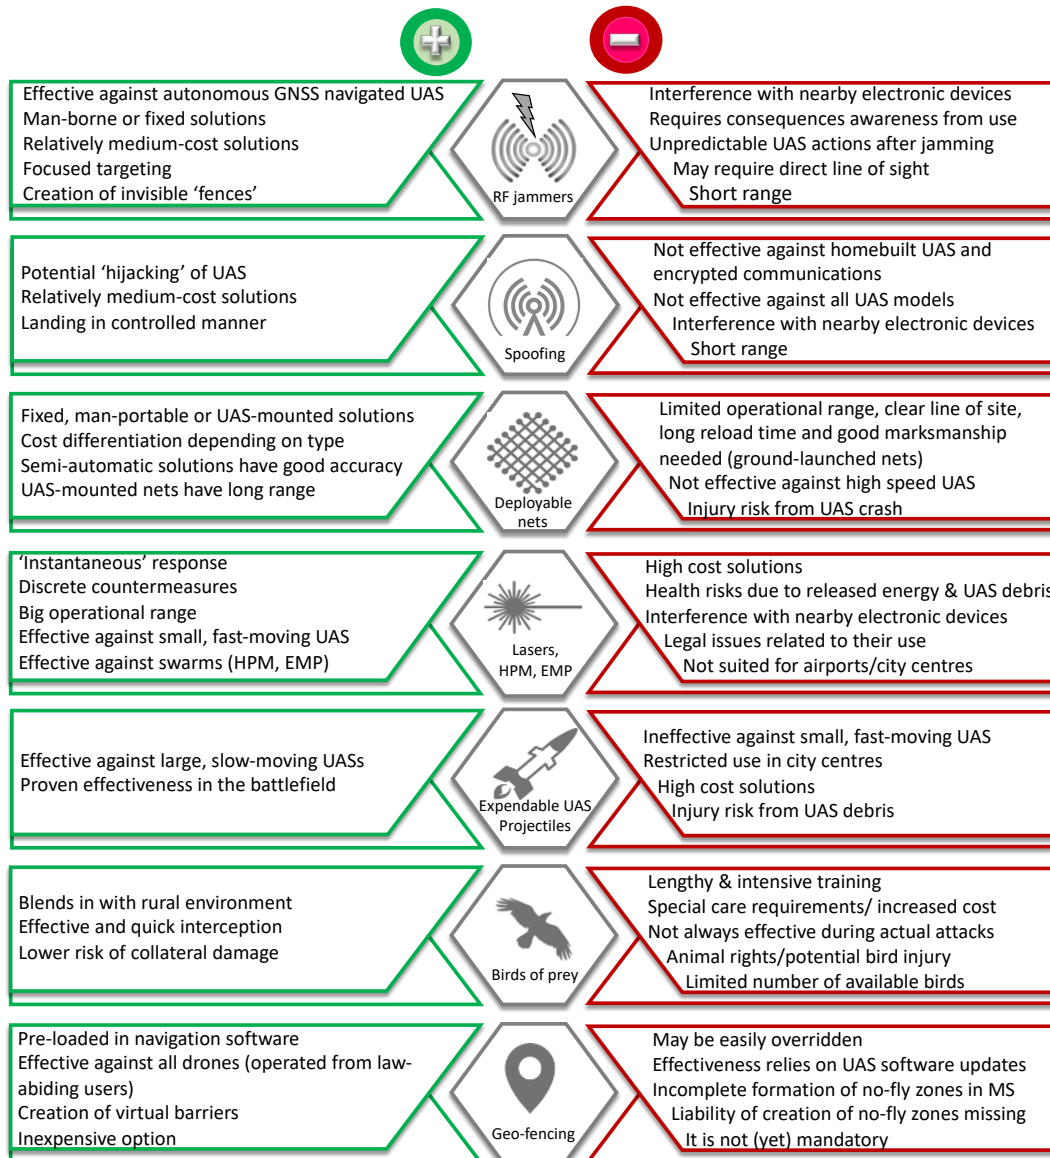 Effective against autonomous GNSS navigated UAS
Man-borne or fixed solutions
Relatively medium-cost solutions
Focused targeting
Creation of invisible ‘fences’
RF jammers
Interference with nearby electronic devices
Requires consequences awareness from use
Unpredictable UAS actions after jamming
May require direct line of sight
Short range
Potential ‘hijacking’ of UAS
Relatively medium-cost solutions
Landing in controlled manner
Spoofing
Not effective against homebuilt UAS and
encrypted communications
Not effective against all UAS models
Interference with nearby electronic devices
Short range
Fixed, man-portable or UAS-mounted solutions
Cost differentiation depending on type
Semi-automatic solutions have good accuracy
UAS-mounted nets have long range
Deployable
nets
Limited operational range, clear line of site,
long reload time and good marksmanship
needed (ground-launched nets)
Not effective against high speed UAS
Injury risk from UAS crash
‘Instantaneous’ response
Discrete countermeasures
Big operational range
Effective against small, fast-moving UAS
Effective against swarms (HPM, EMP)
Lasers,
HPM, EMP
High cost solutions
Health risks due to released energy & UAS debris
Interference with nearby electronic devices
Legal issues related to their use
Not suited for airports/city centres
Effective against large, slow-moving UASs
Proven effectiveness in the battlefield
Expendable UAS
Projectiles
Ineffective against small, fast-moving UAS
Restricted use in city centres
High cost solutions
Injury risk from UAS debris
Blends in with rural environment
Effective and quick interception
Lower risk of collateral damage
Birds of prey
Lengthy & intensive training
Special care requirements/ increased cost
Not always effective during actual attacks
Animal rights/potential bird injury
Limited number of available birds
Pre-loaded in navigation software
Effective against all drones (operated from law-
abiding users)
Creation of virtual barriers
Inexpensive option
Geo-fencing
May be easily overridden
Effectiveness relies on UAS software updates
Incomplete formation of no-fly zones in MS
Liability of creation of no-fly zones missing
It is not (yet) mandatory